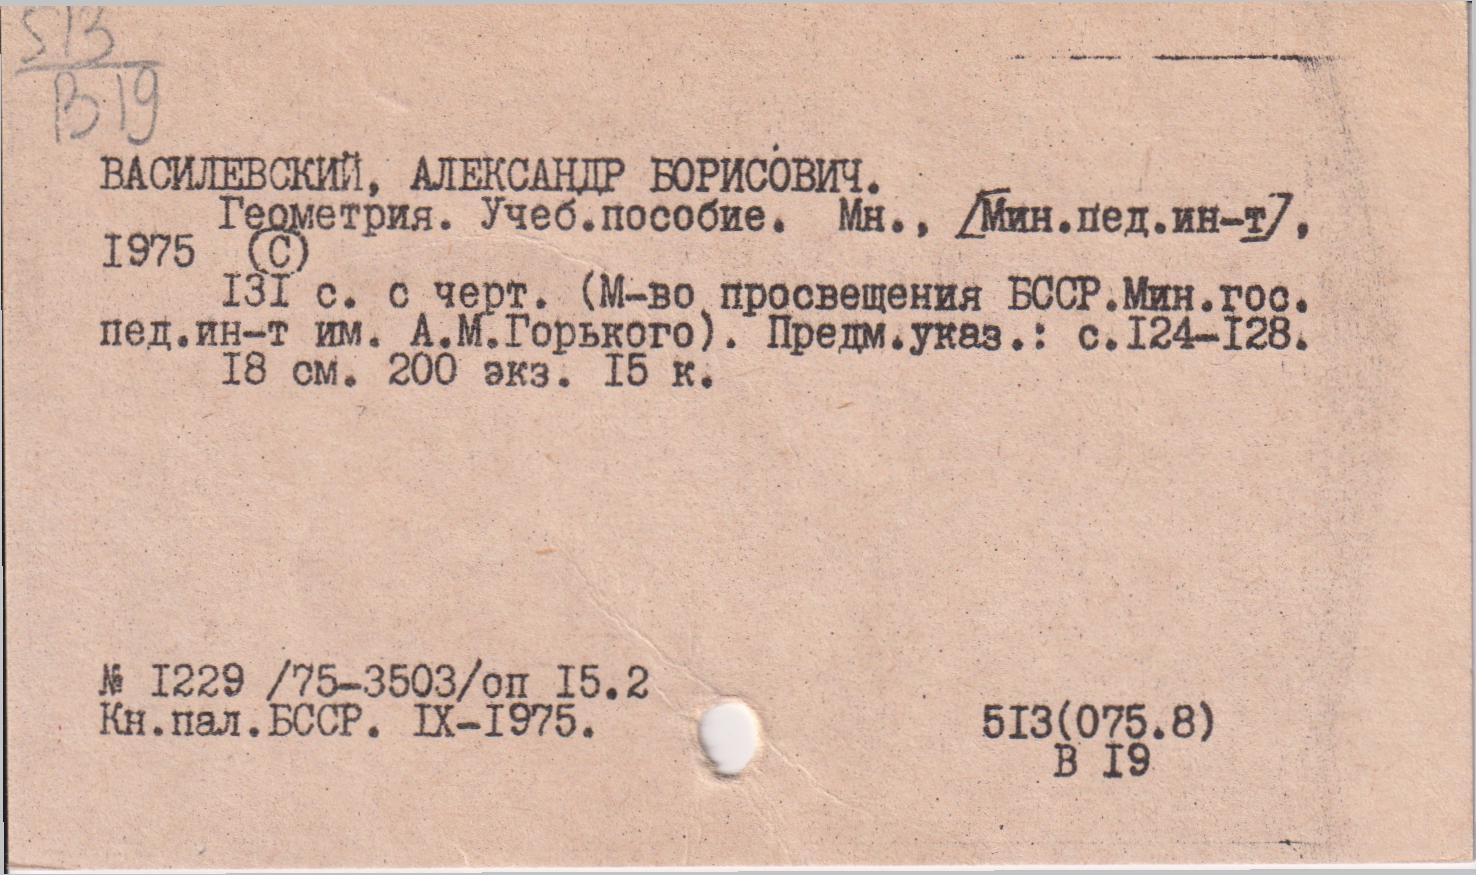 513
В 19
ВАСИЛЕВСКИЙ, АЛЕКСАНДР БОРИСОВИЧ.
Геометрия. Учеб.пособие. Мн., [Мин.пед.ин-т],
1975 (С)
131 с. с черт. (М-во просвещения БССР.Мин.гос.
пед.ин-т им. А.М.Горького). Предм.указ.: с.124-128.
18 см. 200 экз. 15 к.
№ 1229 /75-3503/оп 15.2
Кн.пал.БССР. IX-1975.
513(075.8)
В 19